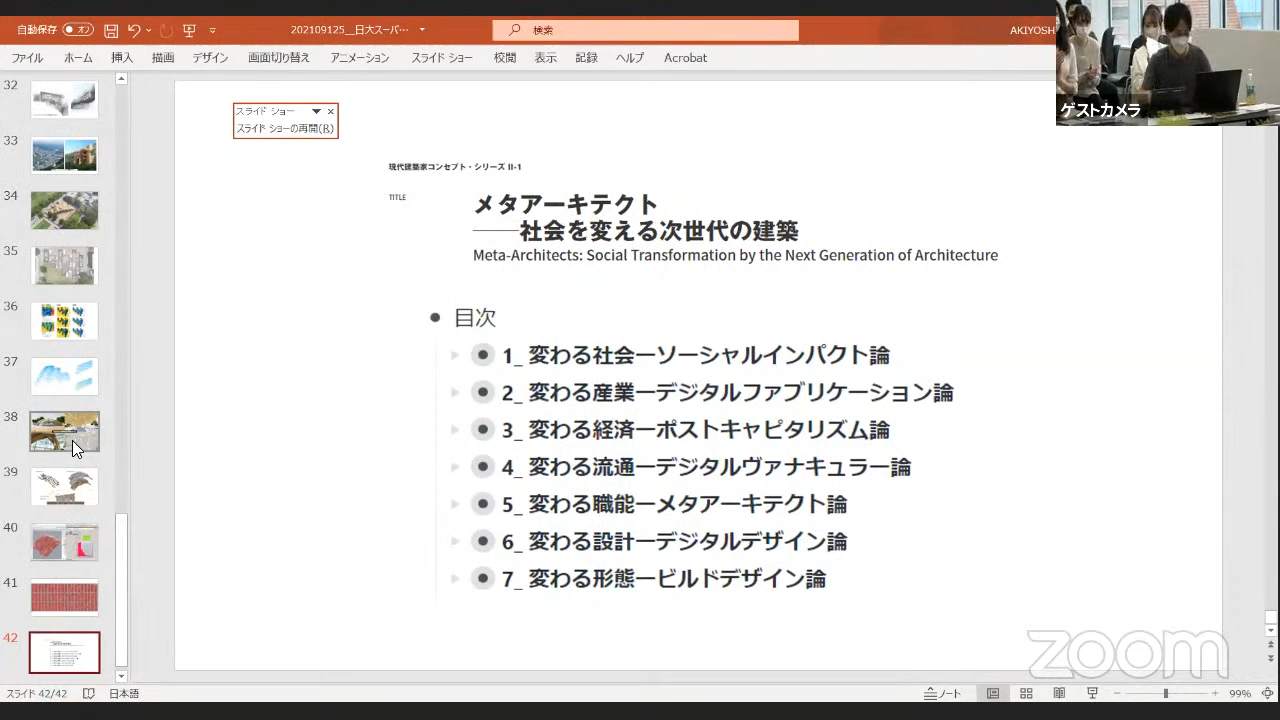 自動保存 オフ
202109125__日大スーパ… 検索 AKIYOSH
ファイル ホーム 挿入 描画 デザイン 画面切り替え アニメーション スライド ショー 校閲 表示 記録 ヘルプ Acrobat
ゲストカメラ
32
33
34
35
36
37
38
39
40
41
42
スライド ショー
スライド ショーの再開(R)
現代建築家コンセプト・シリーズ II-1
TITLE
メタアーキテクト
──社会を変える次世代の建築
Meta-Architects: Social Transformation by the Next Generation of Architecture
目次
1_ 変わる社会ーソーシャルインパクト論
2_ 変わる産業ーデジタルファブリケーション論
3_ 変わる経済ーポストキャピタリズム論
4_ 変わる流通ーデジタルヴァナキュラー論
5_ 変わる職能ーメタアーキテクト論
6_ 変わる設計ーデジタルデザイン論
7_ 変わる形態ービルドデザイン論
zoom
スライド 42/42 日本語 ノート 99%